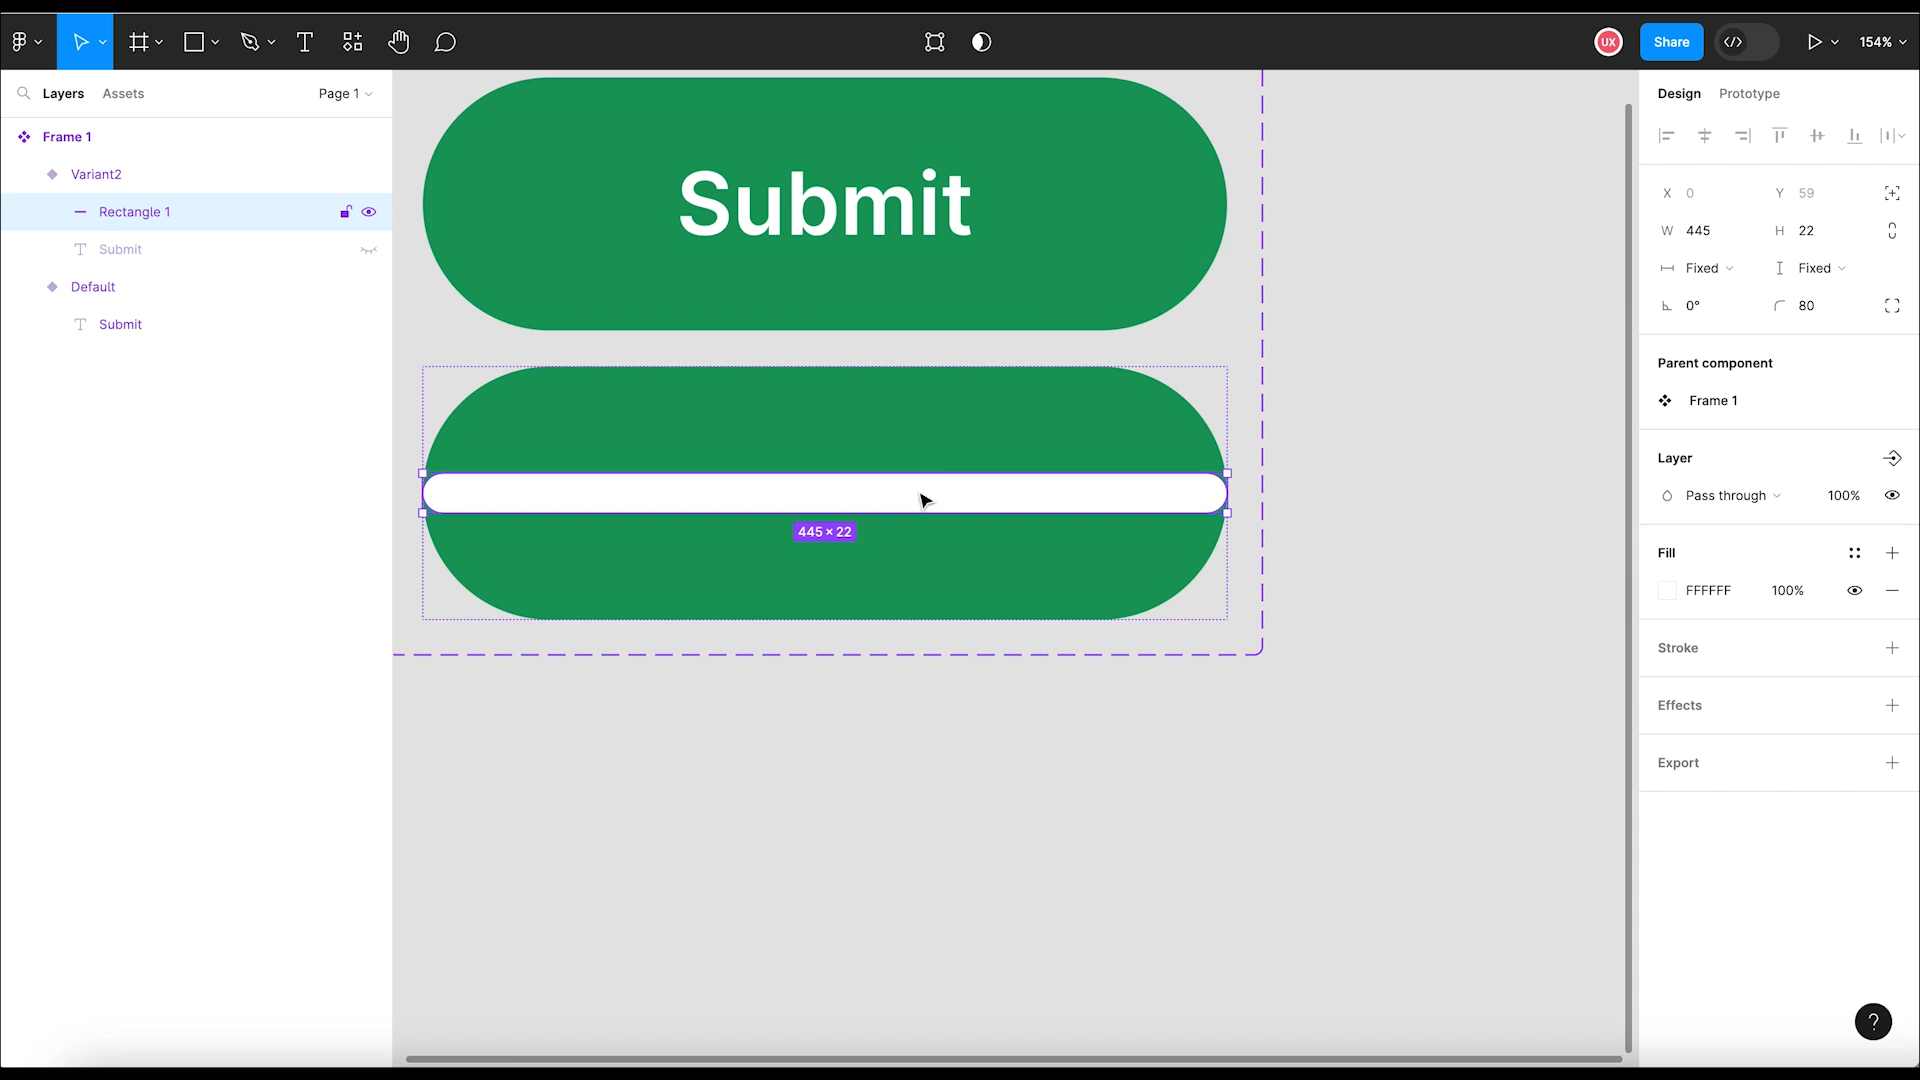 UX
Share
154%
Layers
Assets
Page 1
Frame 1
Variant2
Rectangle 1
Submit
Default
Submit
Submit
445 × 22
Design
Prototype
X 0
Y 59
W 445
H 22
Fixed
Fixed
0°
80
Parent component
Frame 1
Layer
Pass through
100%
Fill
FFFFFF
100%
Stroke
Effects
Export
?